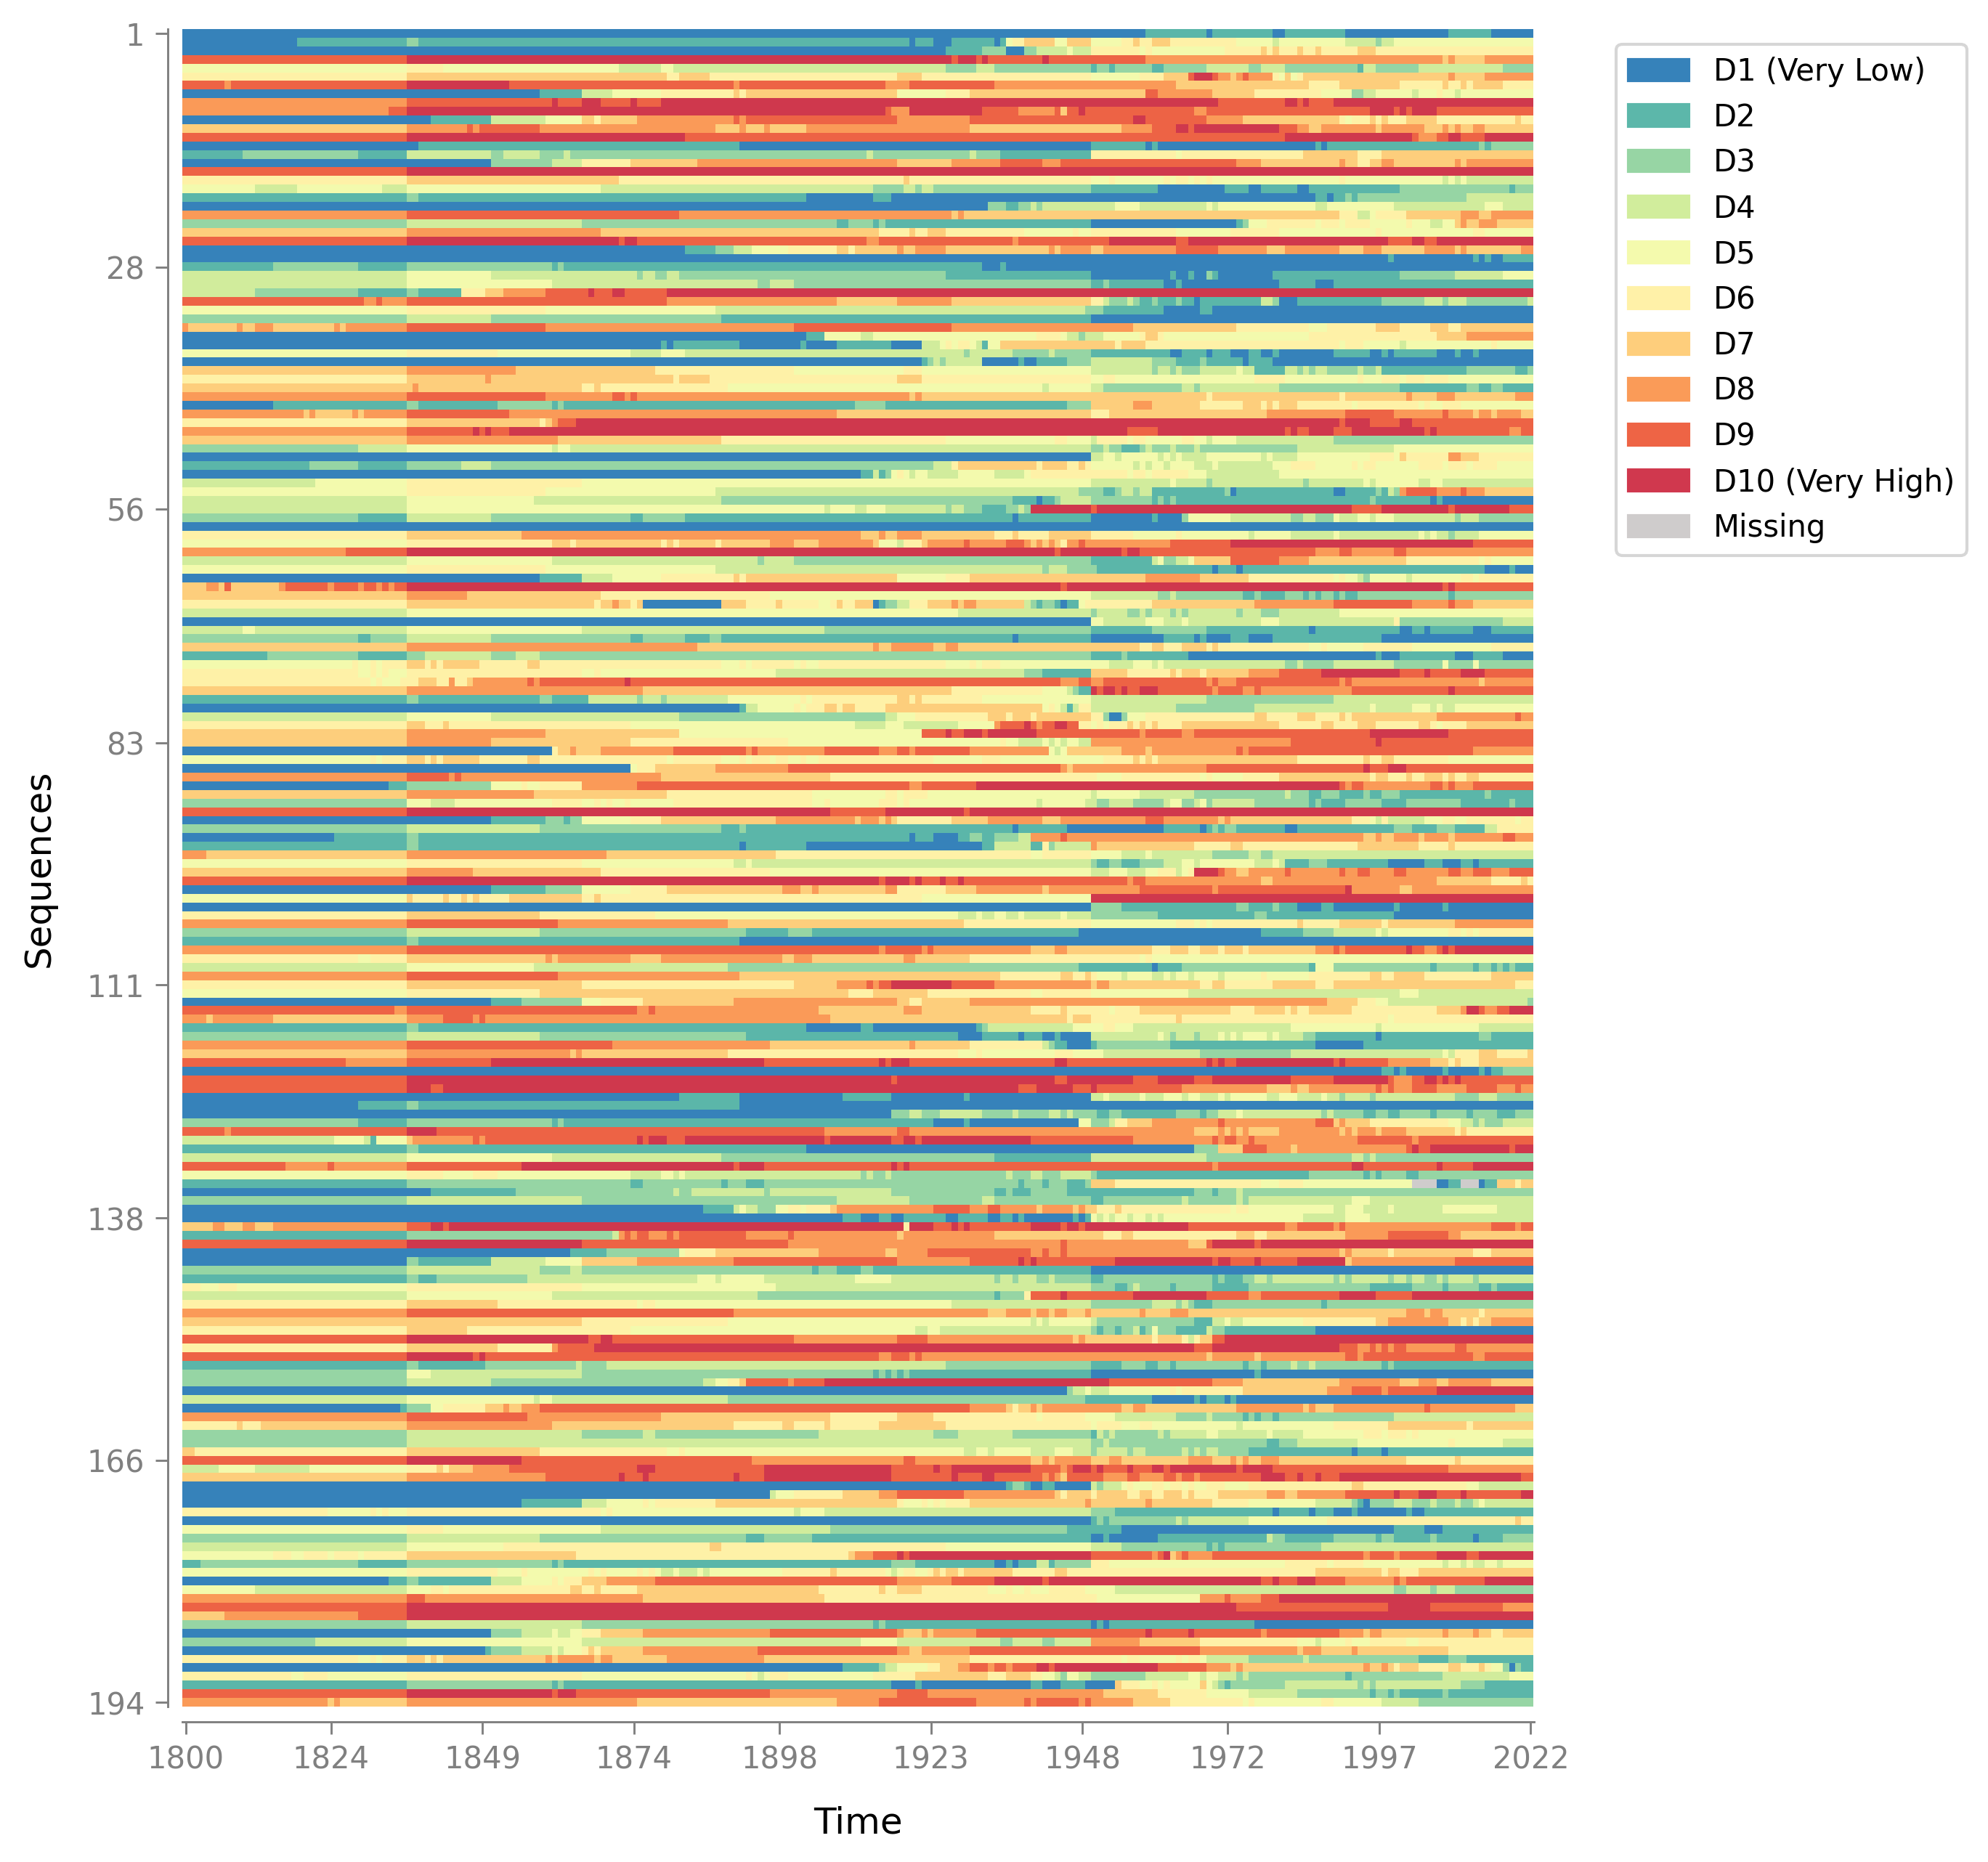 1
28
56
83
111
138
166
194
Sequences
1800 1824 1849 1874 1898 1923 1948 1972 1997 2022
Time
D1 (Very Low)
D2
D3
D4
D5
D6
D7
D8
D9
D10 (Very High)
Missing